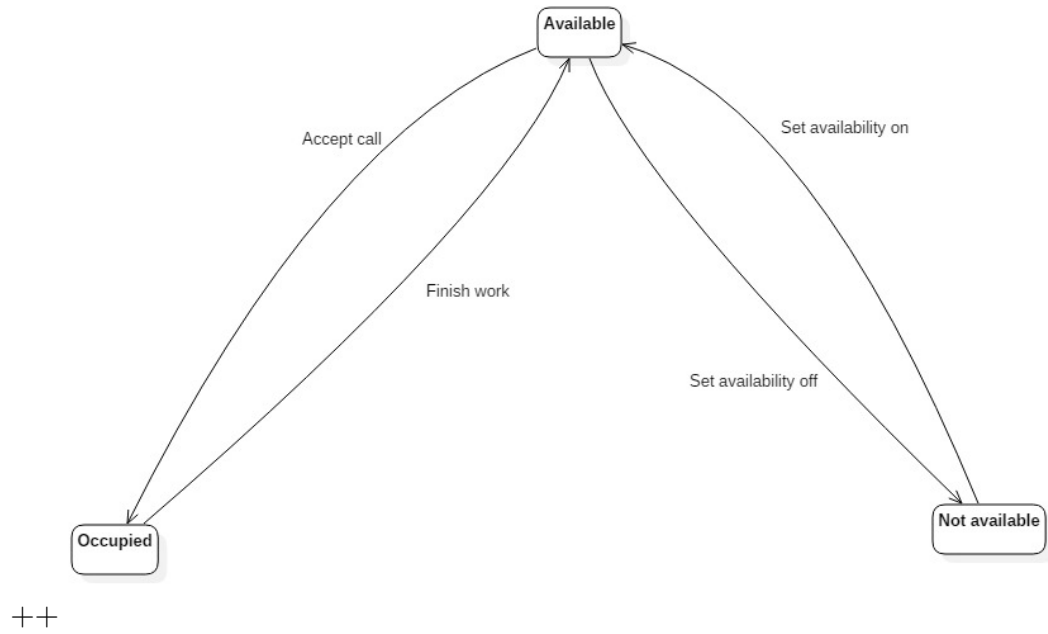 Available
Accept call
Set availability on
Finish work
Set availability off
Not available
Occupied
++